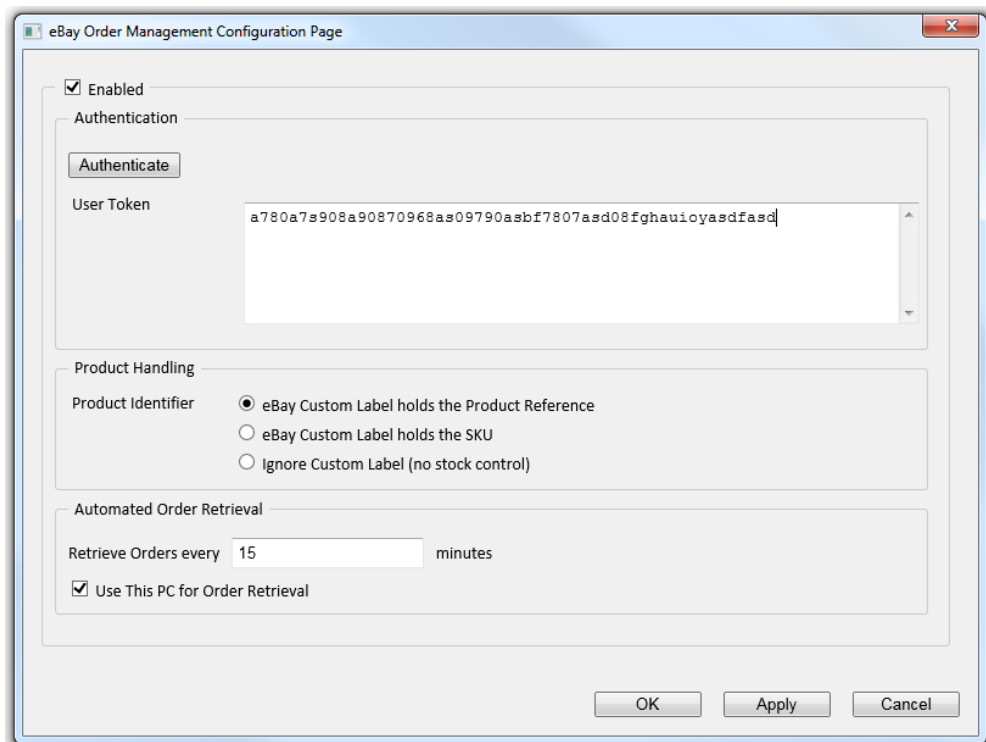 eBay Order Management Configuration Page
Enabled
Authentication
Authenticate
User Token
a780a7s908a90870968as09790asbf7807asd08fghauioyasdfasd
Product Handling
Product Identifier
eBay Custom Label holds the Product Reference
eBay Custom Label holds the SKU
Ignore Custom Label (no stock control)
Automated Order Retrieval
Retrieve Orders every 15 minutes
Use This PC for Order Retrieval
OK Apply Cancel